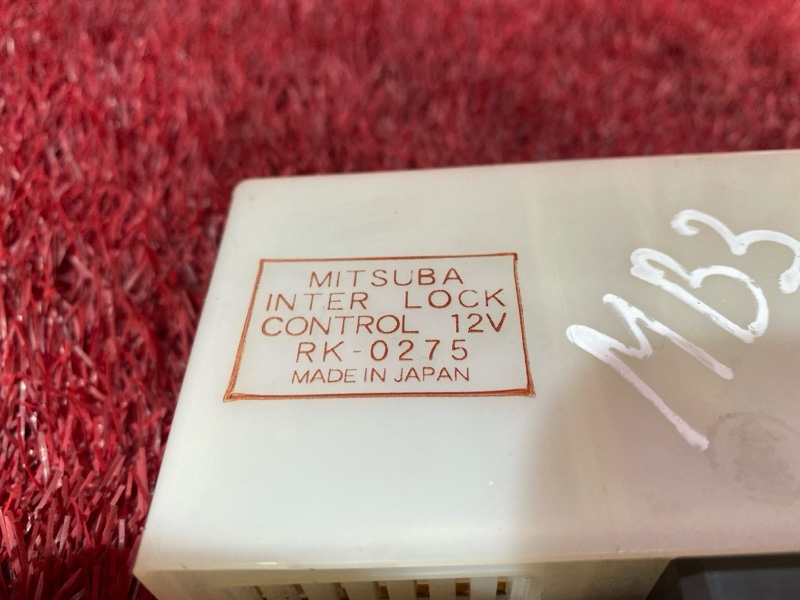 MITSUBA
INTER LOCK
CONTROL 12V
RK-0275
MADE IN JAPAN
MB3